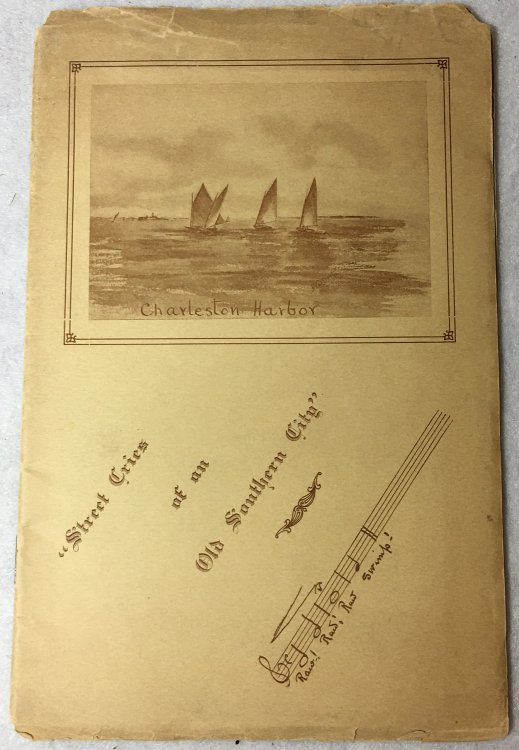 Charleston Harbor
"Street Cries
of an
Old Southern City"
Raw! Raw! Raw Swimp!